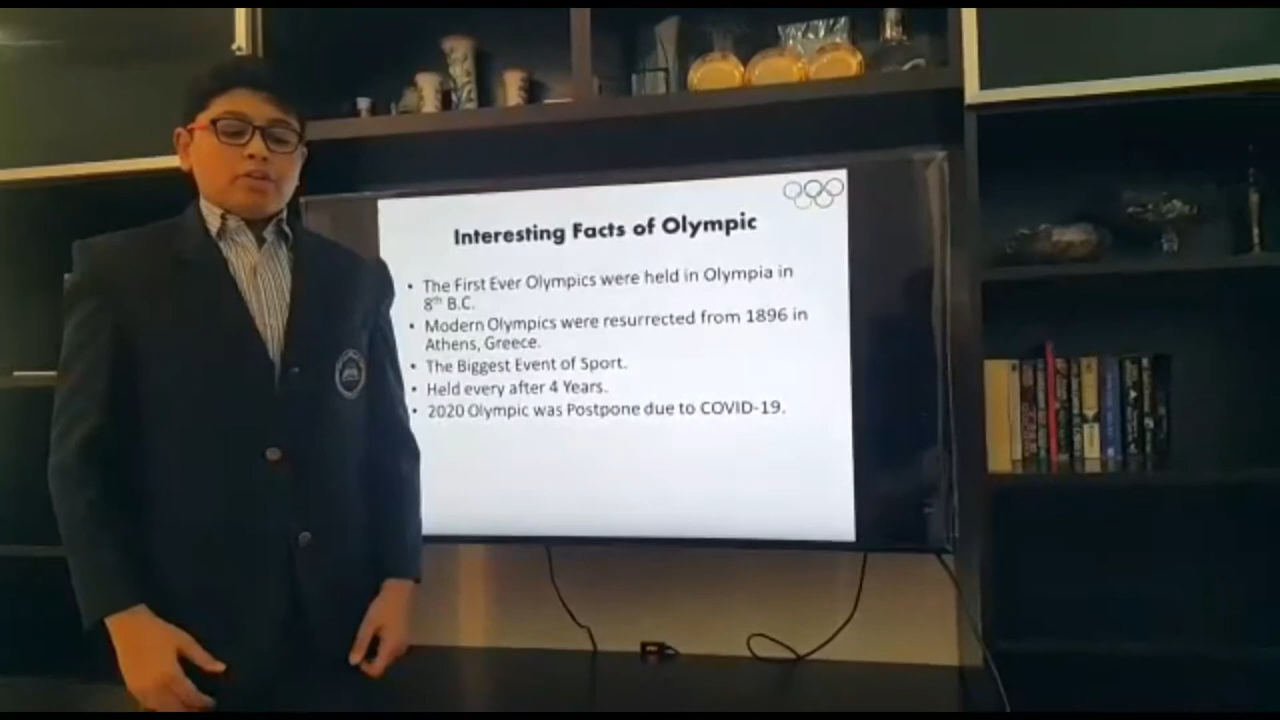 Interesting Facts of Olympic
• The First Ever Olympics were held in Olympia in
8th B.C.
• Modern Olympics were resurrected from 1896 in
Athens, Greece.
• The Biggest Event of Sport.
• Held every after 4 Years.
• 2020 Olympic was Postpone due to COVID-19.